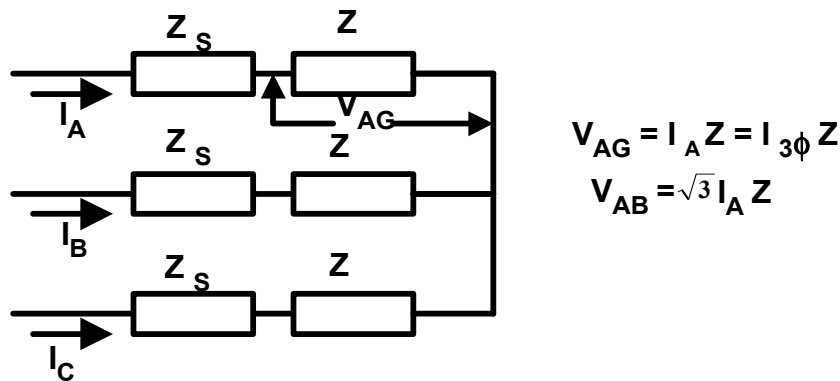 Z S Z
I A
V AG
Z S Z
I B
Z S Z
I C
V AG = I A Z = I 3ϕ Z
V AB = √3 I A Z